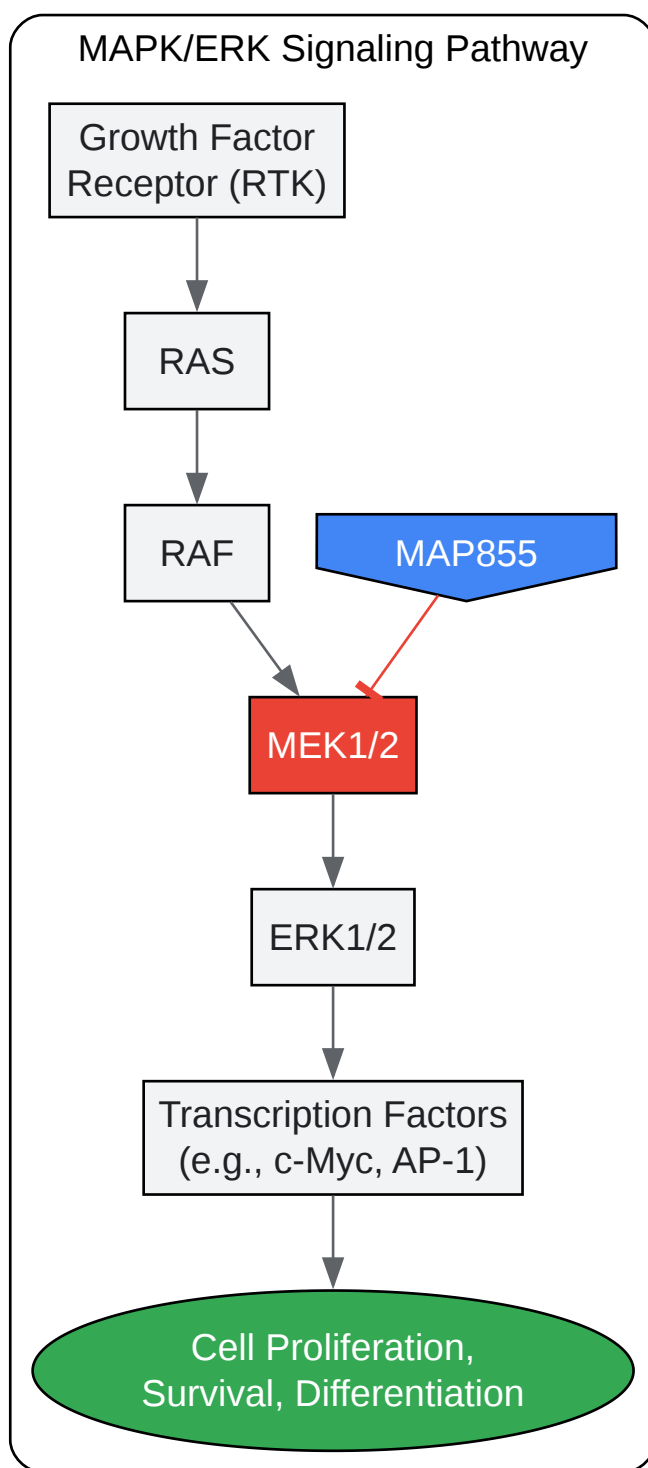 MAPK/ERK Signaling Pathway
Growth Factor
Receptor (RTK)
RAS
RAF
MAP855
MEK1/2
ERK1/2
Transcription Factors
(e.g., c-Myc, AP-1)
Cell Proliferation,
Survival, Differentiation